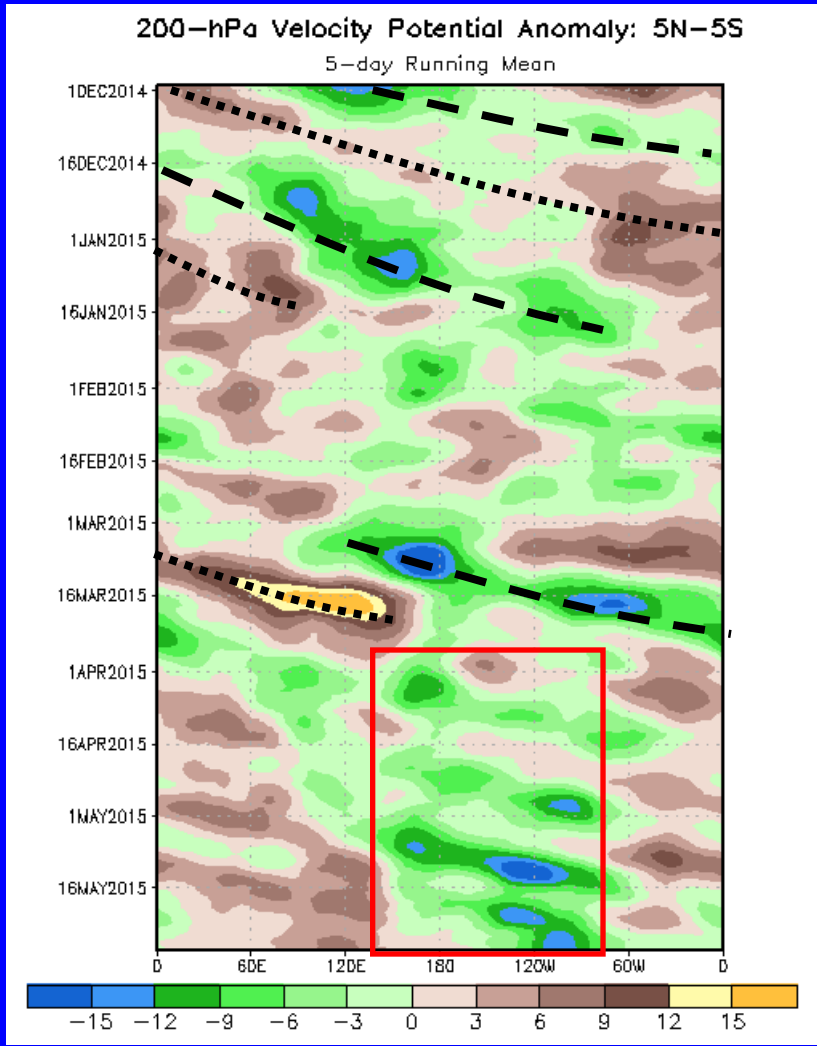 200-hPa Velocity Potential Anomaly: 5N-5S
5-day Running Mean
1DEC2014
16DEC2014
1JAN2015
16JAN2015
1FEB2015
16FEB2015
1MAR2015
16MAR2015
1APR2015
16APR2015
1MAY2015
16MAY2015
0 60E 120E 180 120W 60W 0
-15 -12 -9 -6 -3 0 3 6 9 12 15